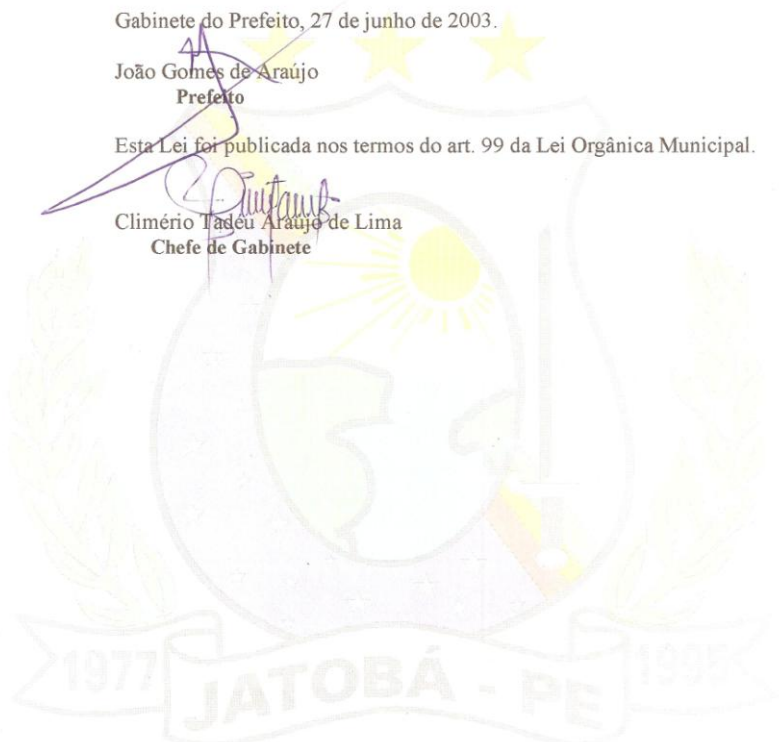 Gabinete do Prefeito, 27 de junho de 2003.
João Gomes de Araújo
Prefeito
Esta Lei foi publicada nos termos do art. 99 da Lei Orgânica Municipal.
Climério Tadeu Araújo de Lima
Chefe de Gabinete
1977
JATOBÁ - PE
1995